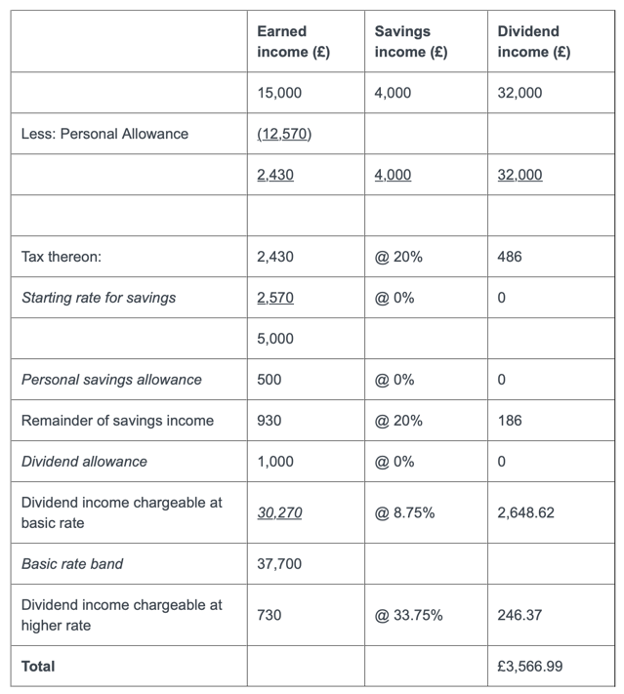 Earned income (£) Savings income (£) Dividend income (£)
15,000 4,000 32,000
Less: Personal Allowance (12,570)
2,430 4,000 32,000
Tax thereon: 2,430 @ 20% 486
Starting rate for savings 2,570 @ 0% 0
5,000
Personal savings allowance 500 @ 0% 0
Remainder of savings income 930 @ 20% 186
Dividend allowance 1,000 @ 0% 0
Dividend income chargeable at basic rate 30,270 @ 8.75% 2,648.62
Basic rate band 37,700
Dividend income chargeable at higher rate 730 @ 33.75% 246.37
Total £3,566.99